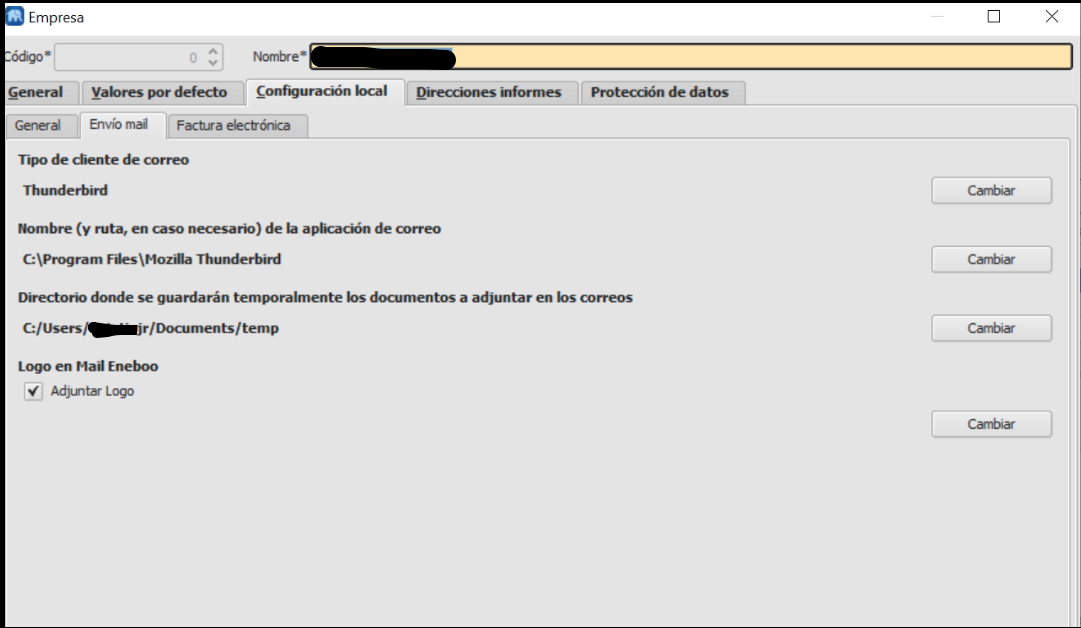 Empresa
Código* 0 Nombre*
General Valores por defecto Configuración local Direcciones informes Protección de datos
General Envío mail Factura electrónica
Tipo de cliente de correo
Thunderbird Cambiar
Nombre (y ruta, en caso necesario) de la aplicación de correo
C:\Program Files\Mozilla Thunderbird Cambiar
Directorio donde se guardarán temporalmente los documentos a adjuntar en los correos
C:/Users/ jr/Documents/temp Cambiar
Logo en Mail Eneboo
Adjuntar Logo
Cambiar